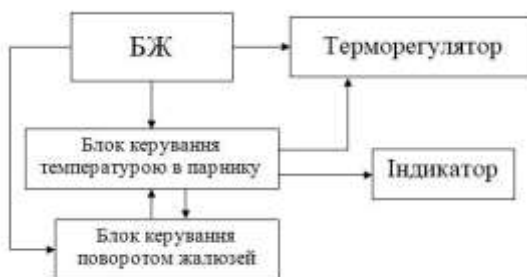 БЖ
Терморегулятор
Блок керування
температурою в парнику
Індикатор
Блок керування
поворотом жалюзей